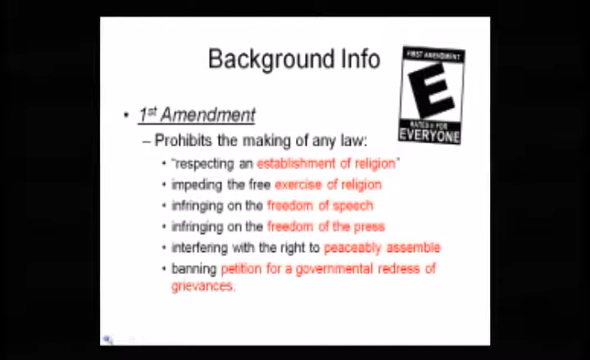 Background Info
FIRST AMENDMENT
E
RATED E FOR
EVERYONE
• 1st Amendment
– Prohibits the making of any law:
• "respecting an establishment of religion"
• impeding the free exercise of religion
• infringing on the freedom of speech
• infringing on the freedom of the press
• interfering with the right to peaceably assemble
• banning petition for a governmental redress of
grievances.